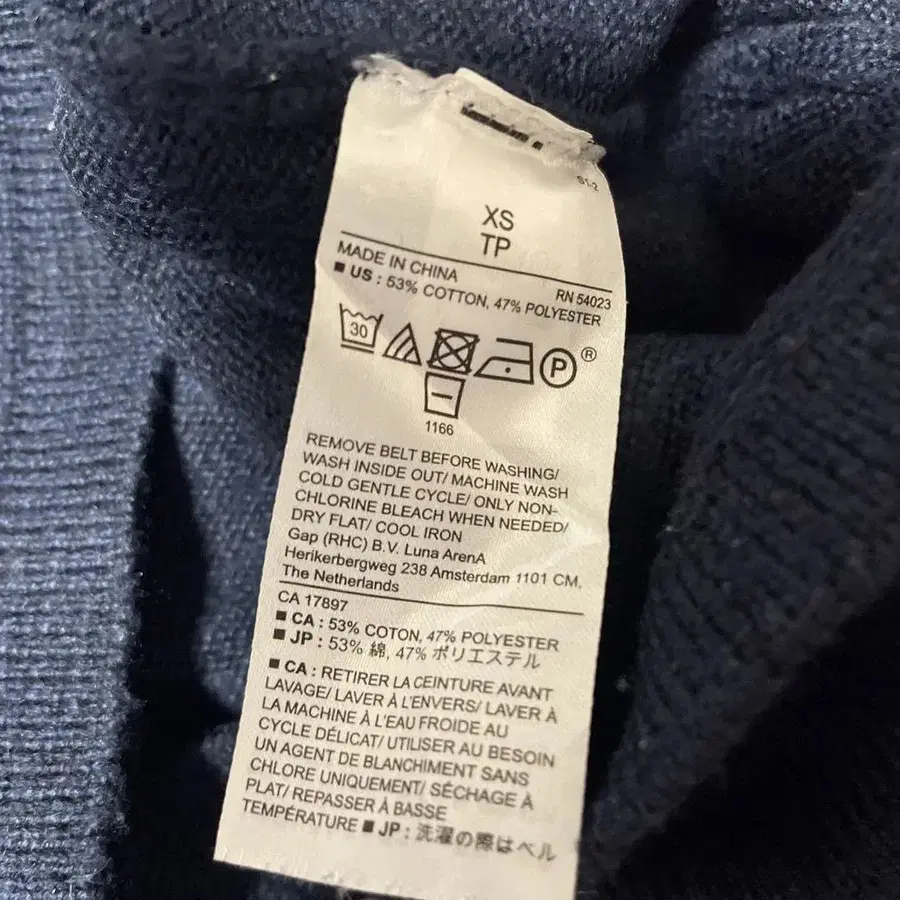 S1-2
XS
TP
MADE IN CHINA
RN 54023
■ US : 53% COTTON, 47% POLYESTER
30
P
®
1166
REMOVE BELT BEFORE WASHING/
WASH INSIDE OUT/ MACHINE WASH
COLD GENTLE CYCLE/ ONLY NON-
CHLORINE BLEACH WHEN NEEDED/
DRY FLAT/ COOL IRON
Gap (RHC) B.V. Luna ArenA
Herikerbergweg 238 Amsterdam 1101 CM,
The Netherlands
CA 17897
■ CA : 53% COTON, 47% POLYESTER
■ JP : 53% 綿, 47% ポリエステル
■ CA : RETIRER LA CEINTURE AVANT
LAVAGE/ LAVER À L'ENVERS/ LAVER À
LA MACHINE À L'EAU FROIDE AU
CYCLE DÉLICAT/ UTILISER AU BESOIN
UN AGENT DE BLANCHIMENT SANS
CHLORE UNIQUEMENT/ SÉCHAGE À
PLAT/ REPASSER À BASSE
TEMPÉRATURE ■ JP : 洗濯の際はベル